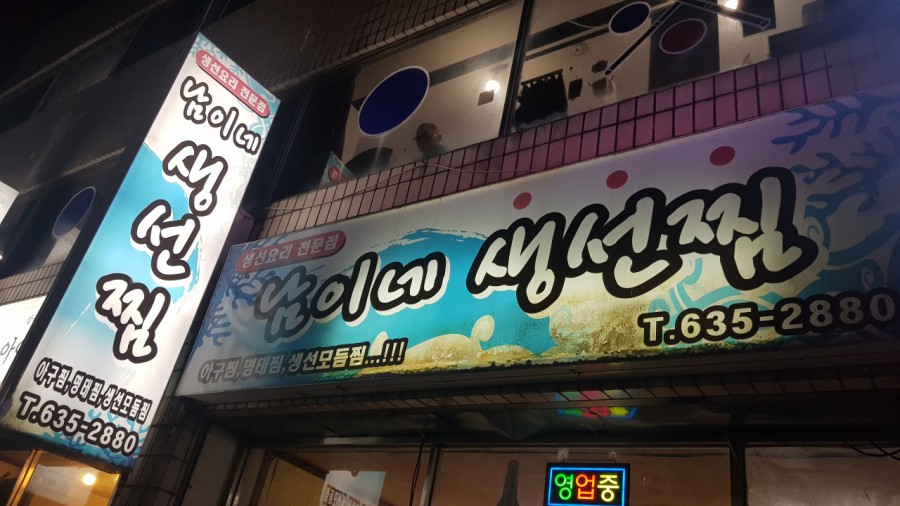 생선요리 전문점
남이네
생선찜
아구찜,명태찜,생선모듬찜
T.635-2880
생선요리 전문점
남이네 생선찜
아구찜,명태찜,생선모듬찜...!!!
T.635-2880
영업중